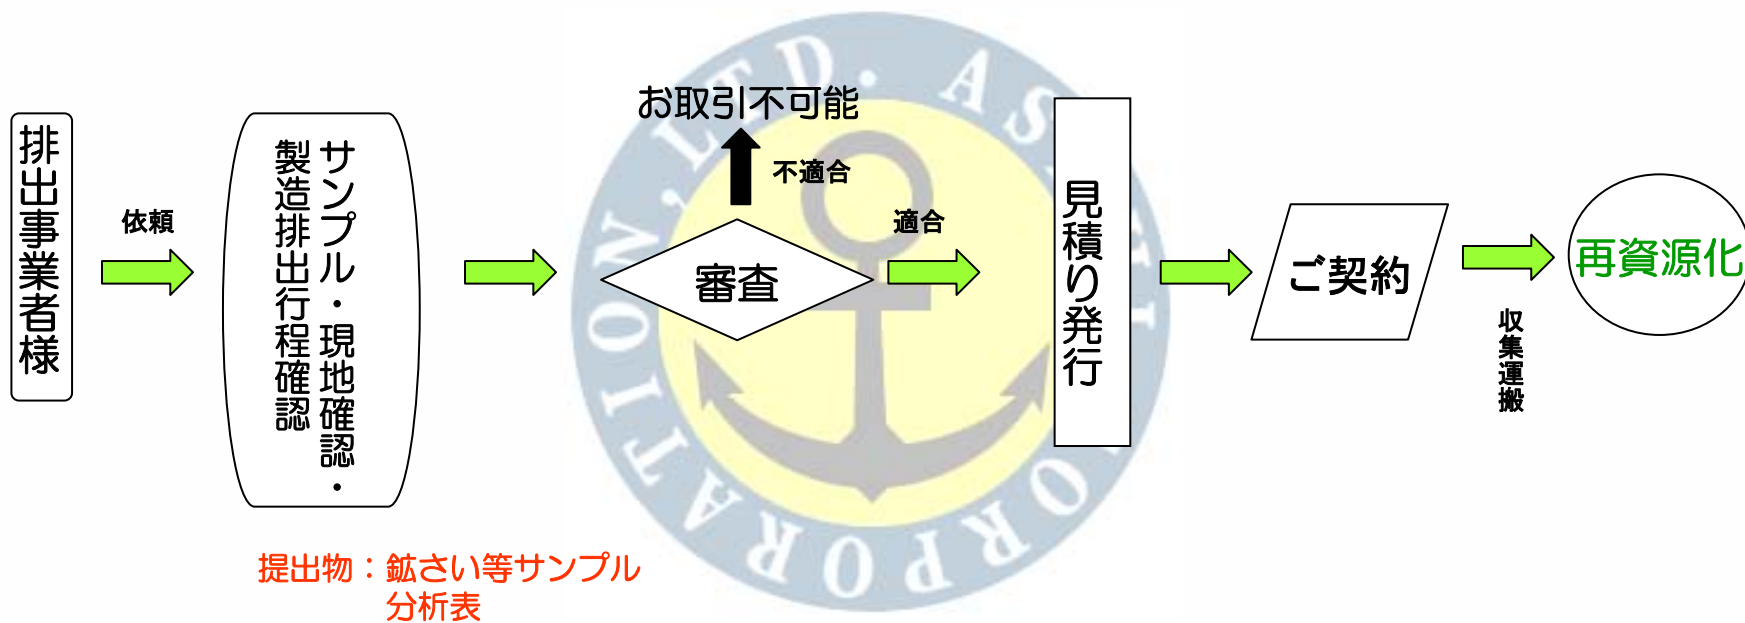 排出事業者様
依頼
サンプル・現地確認・
製造排出行程確認
提出物：鉱さい等サンプル
分析表
審査
不適合
お取引不可能
適合
見積り発行
ご契約
収集運搬
再資源化